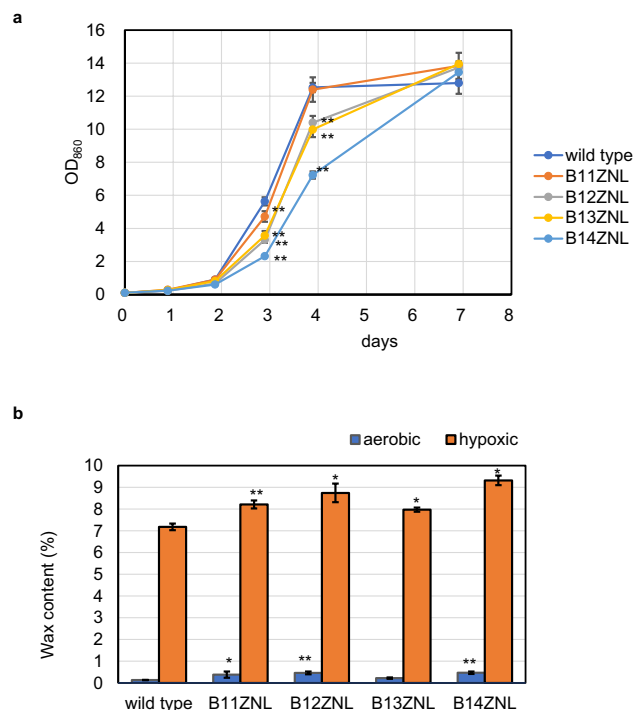 a
16
14
12
10
8
6
4
2
0
OD860
**
**
**
**
**
**
**
0 1 2 3 4 5 6 7 8
days
wild type
B11ZNL
B12ZNL
B13ZNL
B14ZNL
b
aerobic hypoxic
10
9
8
7
6
5
4
3
2
1
0
Wax content (%)
** * * *
* ** **
wild type B11ZNL B12ZNL B13ZNL B14ZNL